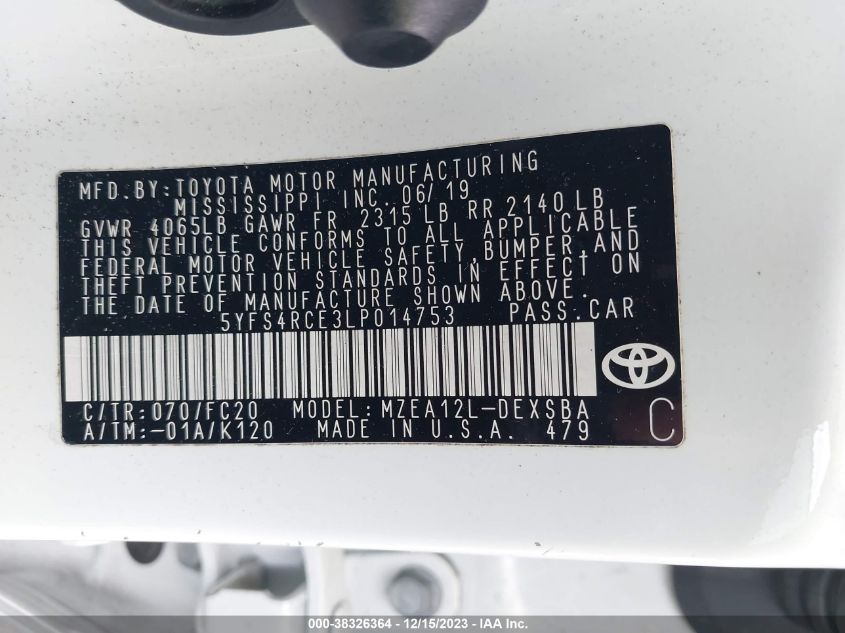 MFD. BY: TOYOTA MOTOR MANUFACTURING
MISSISSIPPI INC. 06/19
GVWR 4065LB GAWR FR 2315 LB RR 2140 LB
THIS VEHICLE CONFORMS TO ALL APPLICABLE
FEDERAL MOTOR VEHICLE SAFETY, BUMPER, AND
THEFT PREVENTION STANDARDS IN EFFECT ON
THE DATE OF MANUFACTURE SHOWN ABOVE.
5YFS4RCE3LP014753 PASS. CAR
C/TR: 070/FC20 MODEL: MZEA12L-DEXSBA
A/TM: -01A/K120 MADE IN U.S.A. 479 C
000-38326364 - 12/15/2023 - IAA Inc.